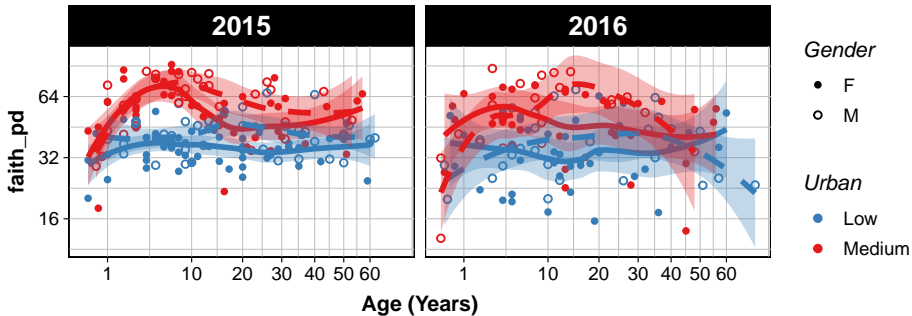 2015 2016
faith_pd
64
32
16
1 10 20 30 40 50 60
1 10 20 30 40 50 60
Age (Years)
Gender
F
M
Urban
Low
Medium